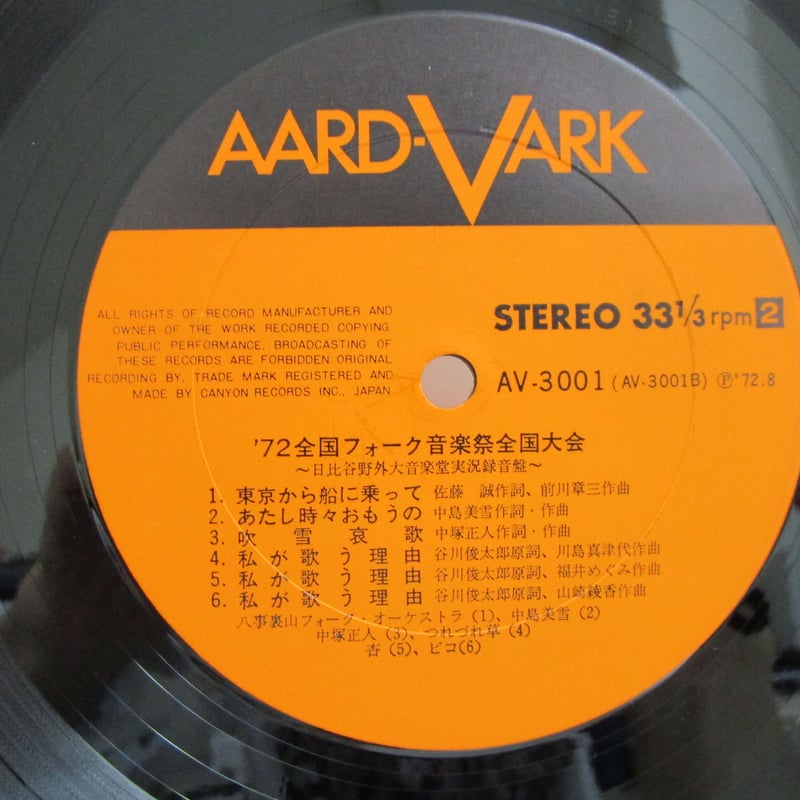 AARD-VARK
ALL RIGHTS OF RECORD MANUFACTURER AND
OWNER OF THE WORK RECORDED COPYING
PUBLIC PERFORMANCE, BROADCASTING OF
THESE RECORDS ARE FORBIDDEN. ORIGINAL
RECORDING BY, TRADE MARK REGISTERED AND
MADE BY CANYON RECORDS INC., JAPAN
STEREO 33 1/3 rpm 2
AV-3001 (AV-3001B) Ⓟ'72.8
'72全国フォーク音楽祭全国大会
〜日比谷野外大音楽堂実況録音盤〜
1. 東京から船に乗って 佐藤 誠作詞、前川章三作曲
2. あたし時々おもうの 中島美雪作詞・作曲
3. 吹雪哀歌 中塚正人作詞・作曲
4. 私が歌う理由 谷川俊太郎原詞、川島真津代作曲
5. 私が歌う理由 谷川俊太郎原詞、福井めぐみ作曲
6. 私が歌う理由 谷川俊太郎原詞、山崎綾香作曲
八事裏山フォーク・オーケストラ (1)、中島美雪 (2)
中塚正人 (3)、つれづれ草 (4)
杏 (5)、ピコ(6)